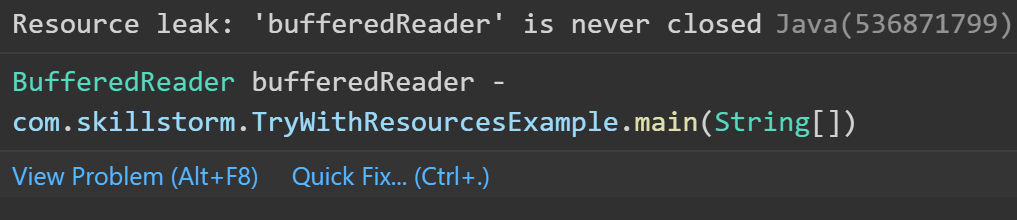 Resource leak: 'bufferedReader' is never closed Java(536871799)
BufferedReader bufferedReader -
com.skillstorm.TryWithResourcesExample.main(String[])
View Problem (Alt+F8) Quick Fix... (Ctrl+.)